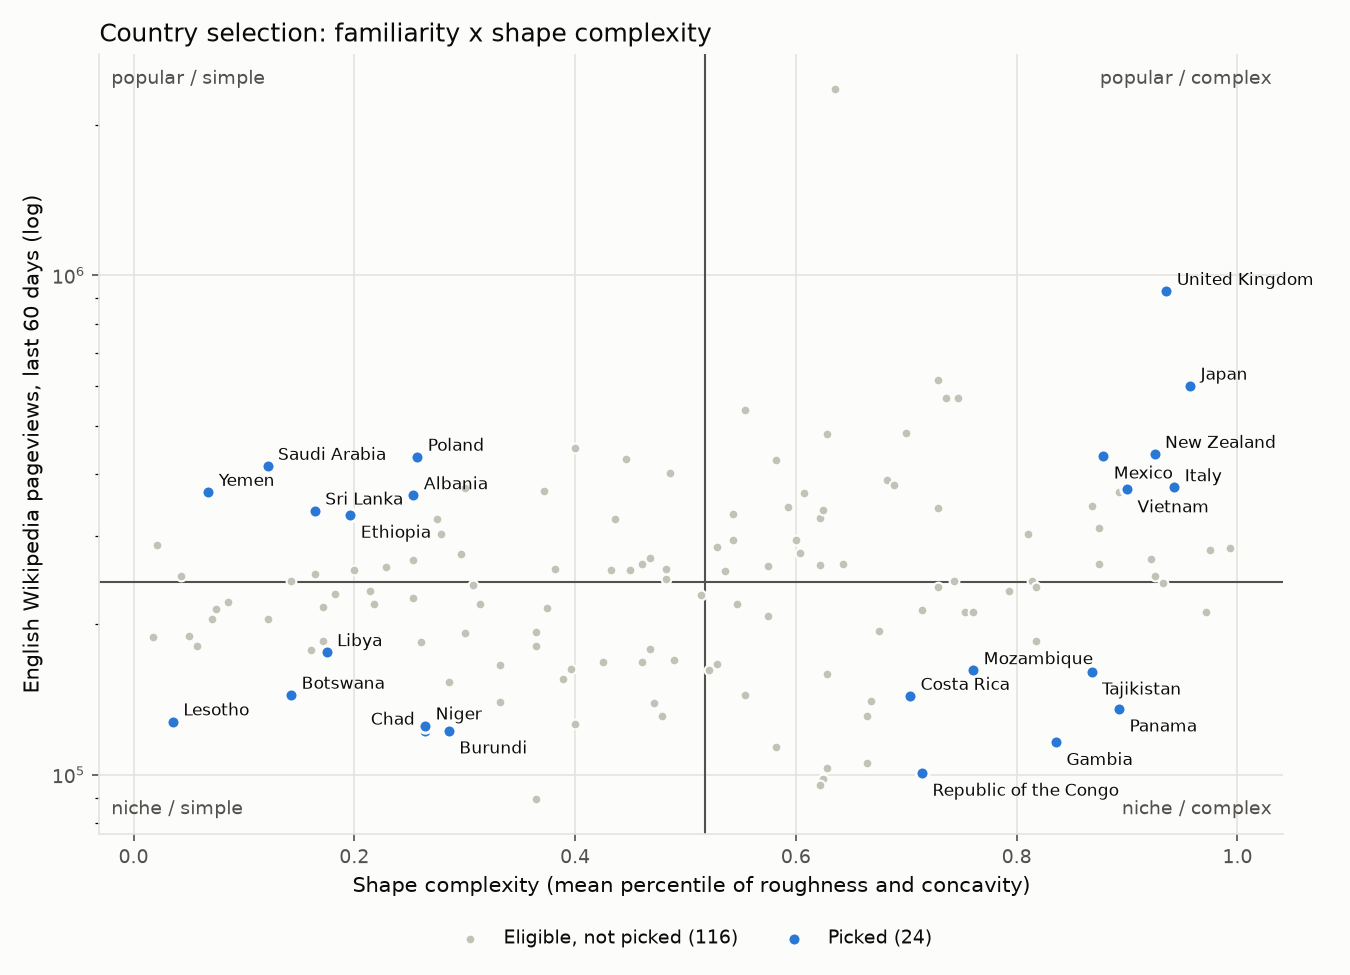 Country selection: familiarity x shape complexity
popular / simple
popular / complex
English Wikipedia pageviews, last 60 days (log)
10⁶
10⁵
United Kingdom
Japan
New Zealand
Mexico
Italy
Vietnam
Poland
Saudi Arabia
Yemen
Albania
Sri Lanka
Ethiopia
Libya
Botswana
Lesotho
Chad
Niger
Burundi
Mozambique
Costa Rica
Tajikistan
Panama
Gambia
Republic of the Congo
niche / simple
niche / complex
0.0 0.2 0.4 0.6 0.8 1.0
Shape complexity (mean percentile of roughness and concavity)
Eligible, not picked (116) Picked (24)